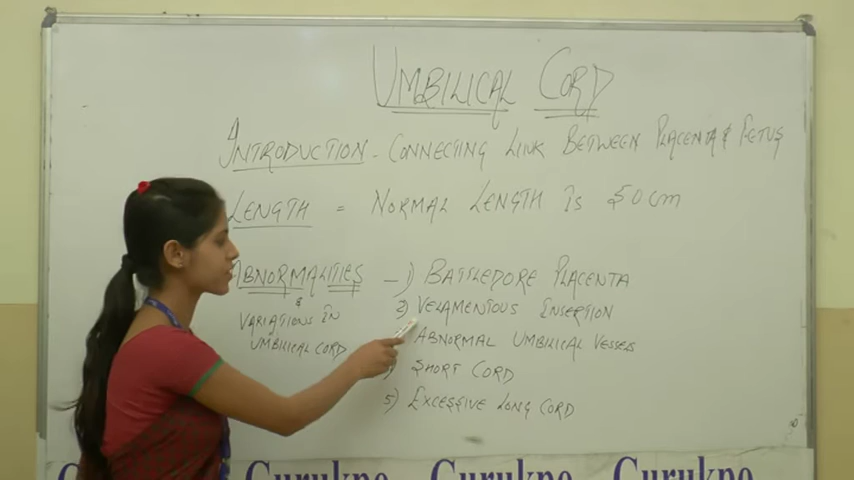 UMBILICAL CORD
INTRODUCTION - CONNECTING LINK BETWEEN PLACENTA & FETUS
LENGTH = NORMAL LENGTH IS 50 cm
ABNORMALITIES
& VARIATIONS IN
UMBILICAL CORD
- 1) BATTLEDORE PLACENTA
2) VELAMENTOUS INSERTION
ABNORMAL UMBILICAL VESSELS
) SHORT CORD
5) EXCESSIVE LONG CORD
Gurukpo Gurukpo Gurukpo